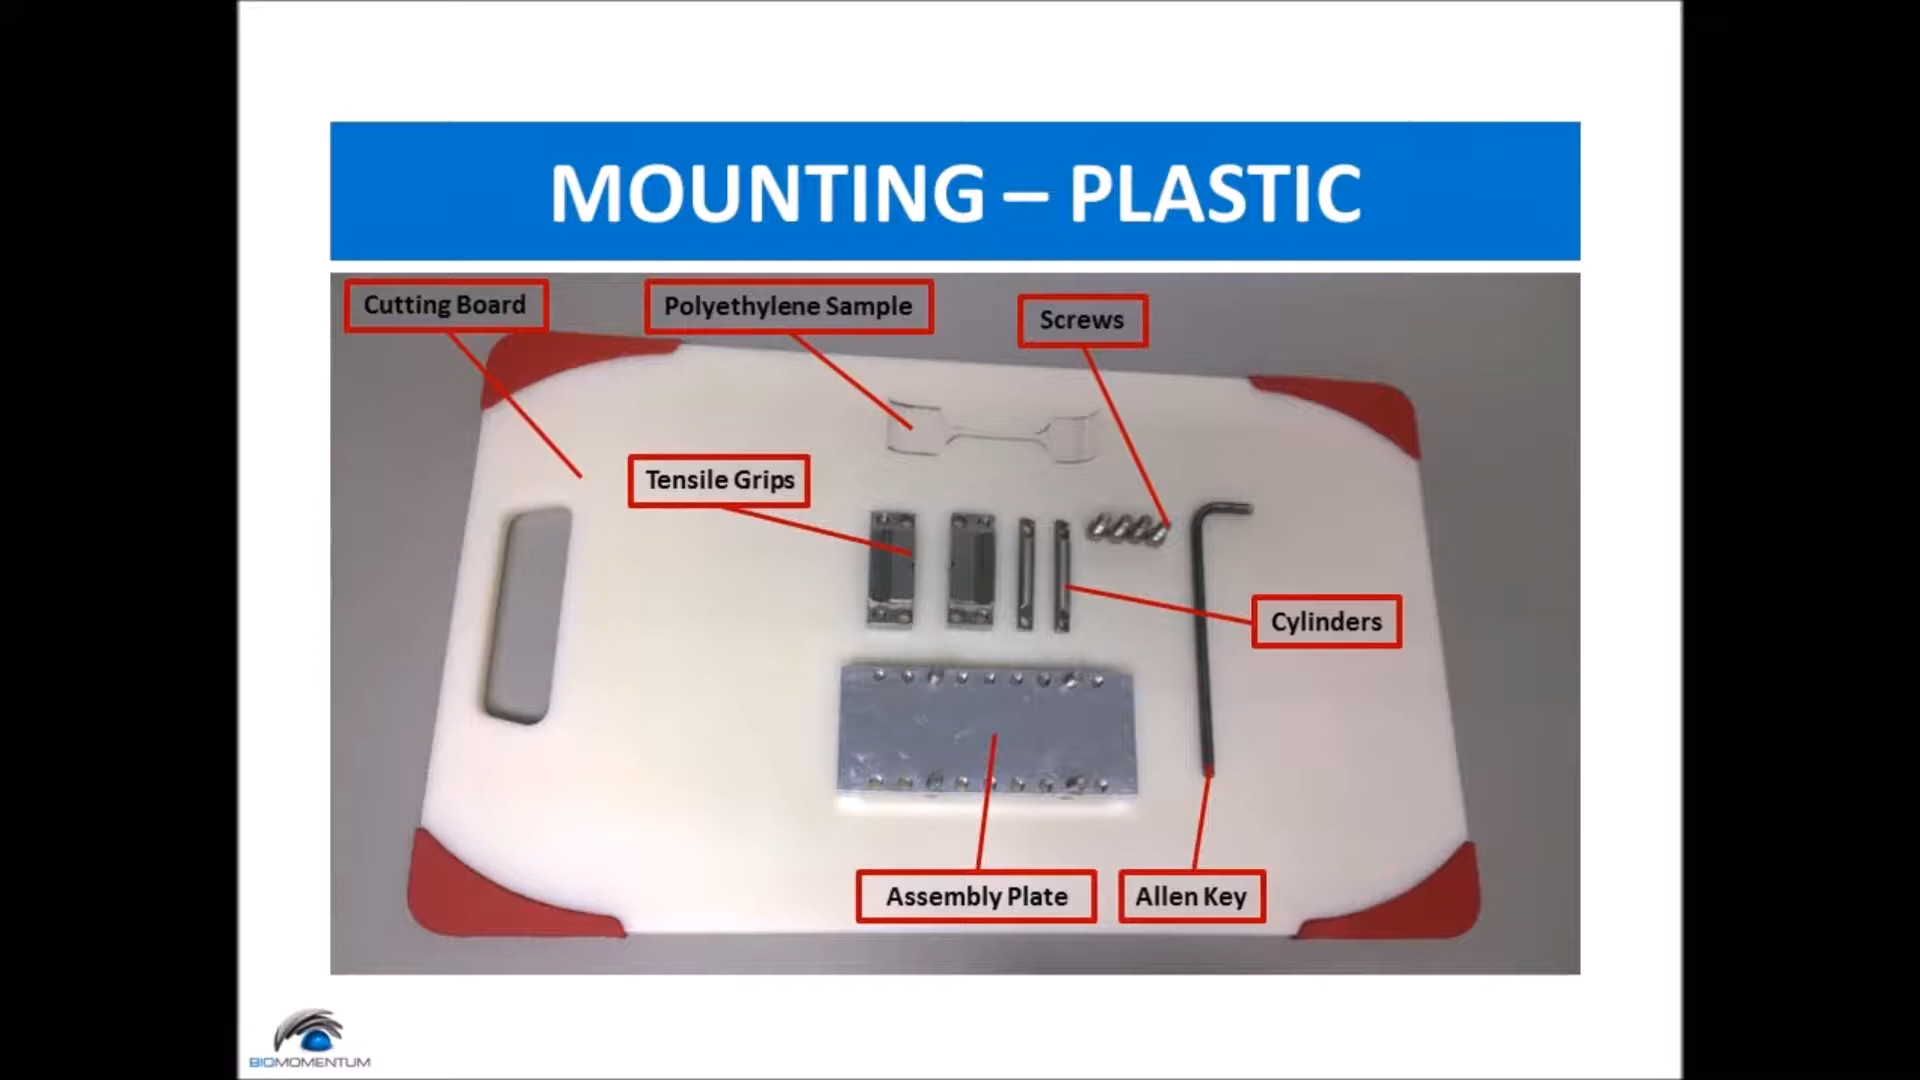 MOUNTING – PLASTIC
Cutting Board
Polyethylene Sample
Screws
Tensile Grips
Cylinders
Assembly Plate
Allen Key
BIOMOMENTUM